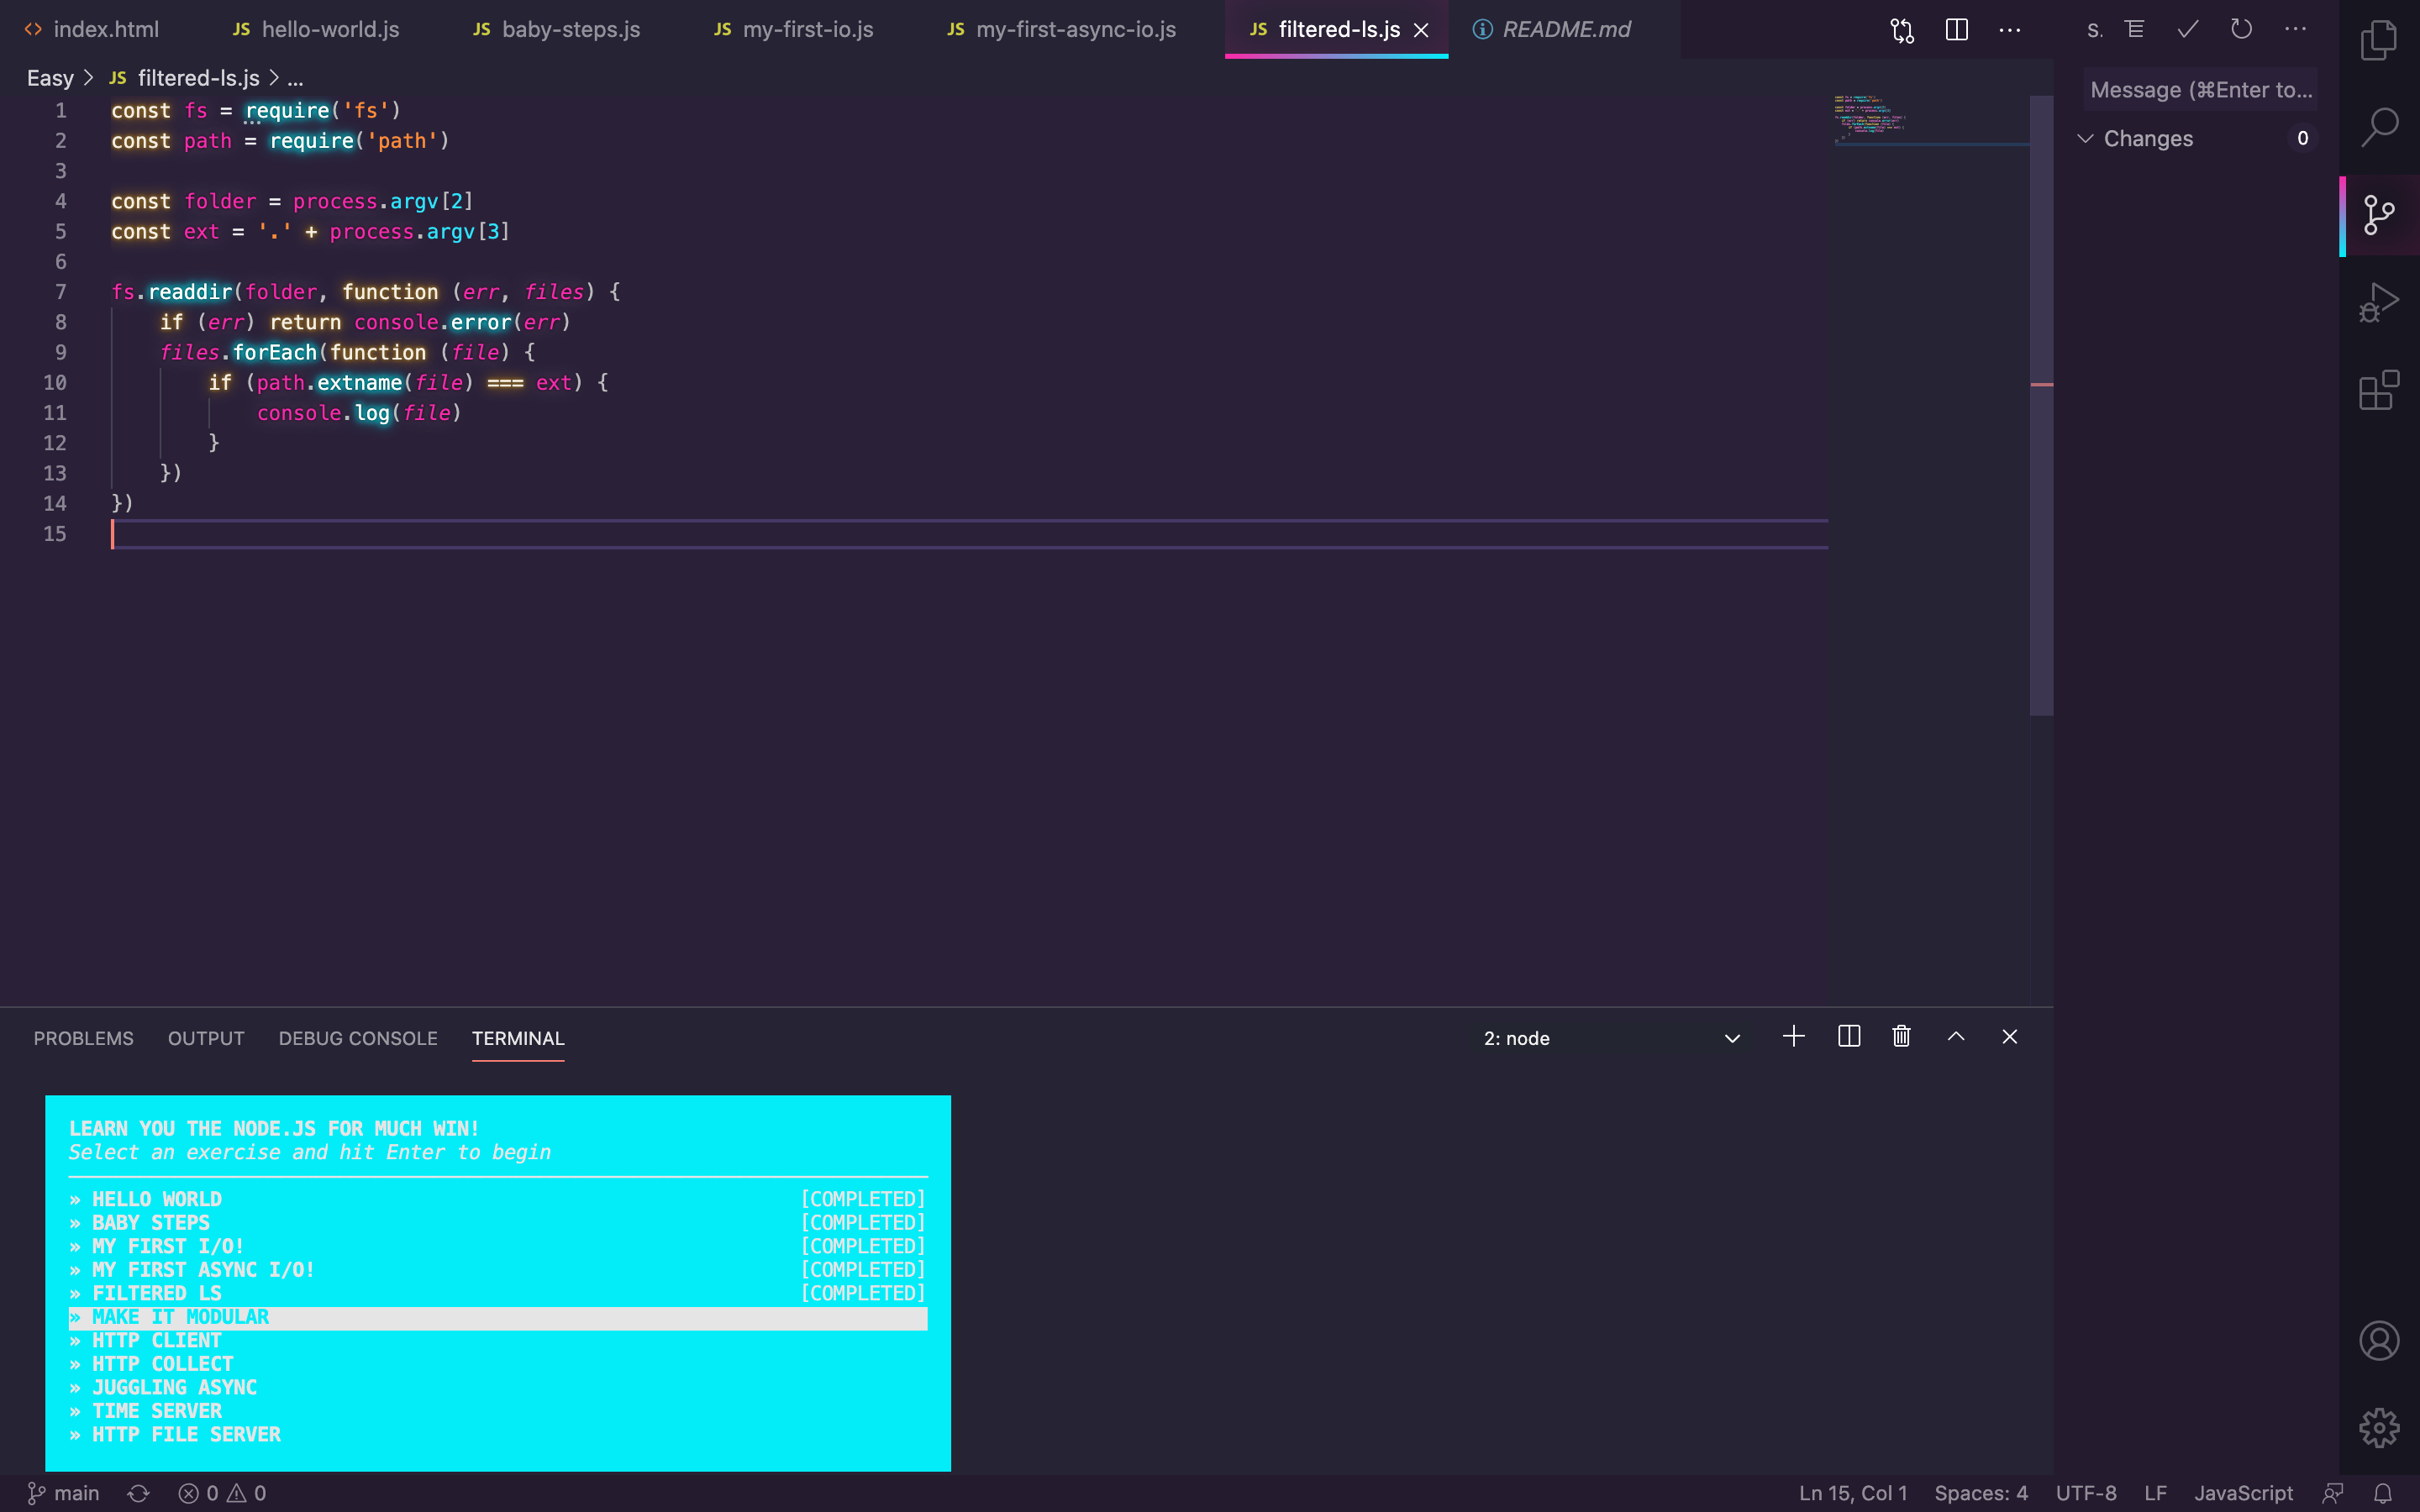 index.html JS hello-world.js JS baby-steps.js JS my-first-io.js JS my-first-async-io.js JS filtered-ls.js README.md S.
Easy > JS filtered-ls.js > ...
Message (⌘Enter to...
Changes 0
1 const fs = require('fs')
2 const path = require('path')
3
4 const folder = process.argv[2]
5 const ext = '.' + process.argv[3]
6
7 fs.readdir(folder, function (err, files) {
8     if (err) return console.error(err)
9     files.forEach(function (file) {
10         if (path.extname(file) === ext) {
11             console.log(file)
12         }
13     })
14 })
15
PROBLEMS OUTPUT DEBUG CONSOLE TERMINAL 2: node
LEARN YOU THE NODE.JS FOR MUCH WIN!
Select an exercise and hit Enter to begin
» HELLO WORLD [COMPLETED]
» BABY STEPS [COMPLETED]
» MY FIRST I/O! [COMPLETED]
» MY FIRST ASYNC I/O! [COMPLETED]
» FILTERED LS [COMPLETED]
» MAKE IT MODULAR
» HTTP CLIENT
» HTTP COLLECT
» JUGGLING ASYNC
» TIME SERVER
» HTTP FILE SERVER
main 0 0 Ln 15, Col 1 Spaces: 4 UTF-8 LF JavaScript